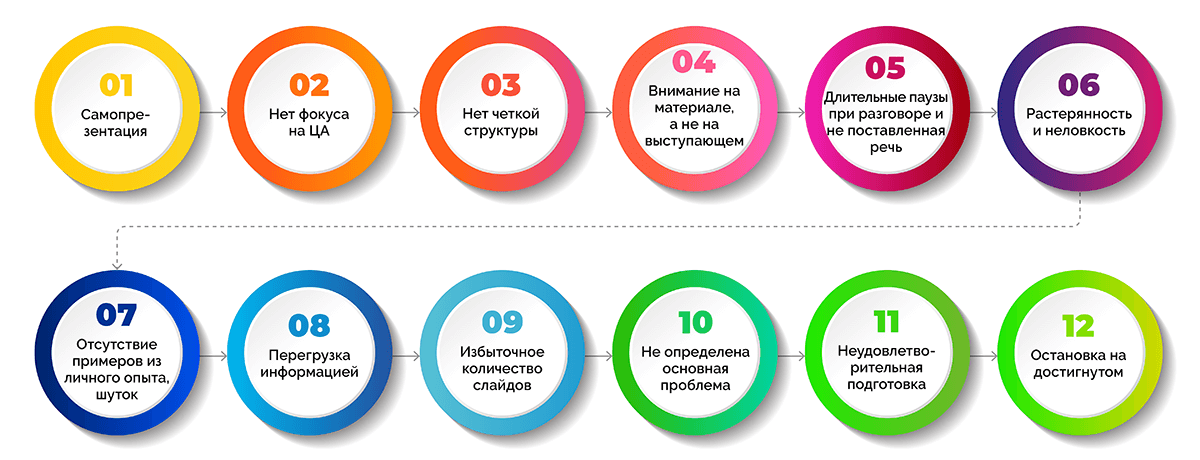 01
Самопре-
зентация
02
Нет фокуса
на ЦА
03
Нет четкой
структуры
04
Внимание на
материале,
а не на
выступающем
05
Длительные паузы
при разговоре и
не поставленная
речь
06
Растерянность
и неловкость
07
Отсутствие
примеров из
личного опыта,
шуток
08
Перегрузка
информацией
09
Избыточное
количество
слайдов
10
Не определена
основная
проблема
11
Неудовлетво-
рительная
подготовка
12
Остановка на
достигнутом